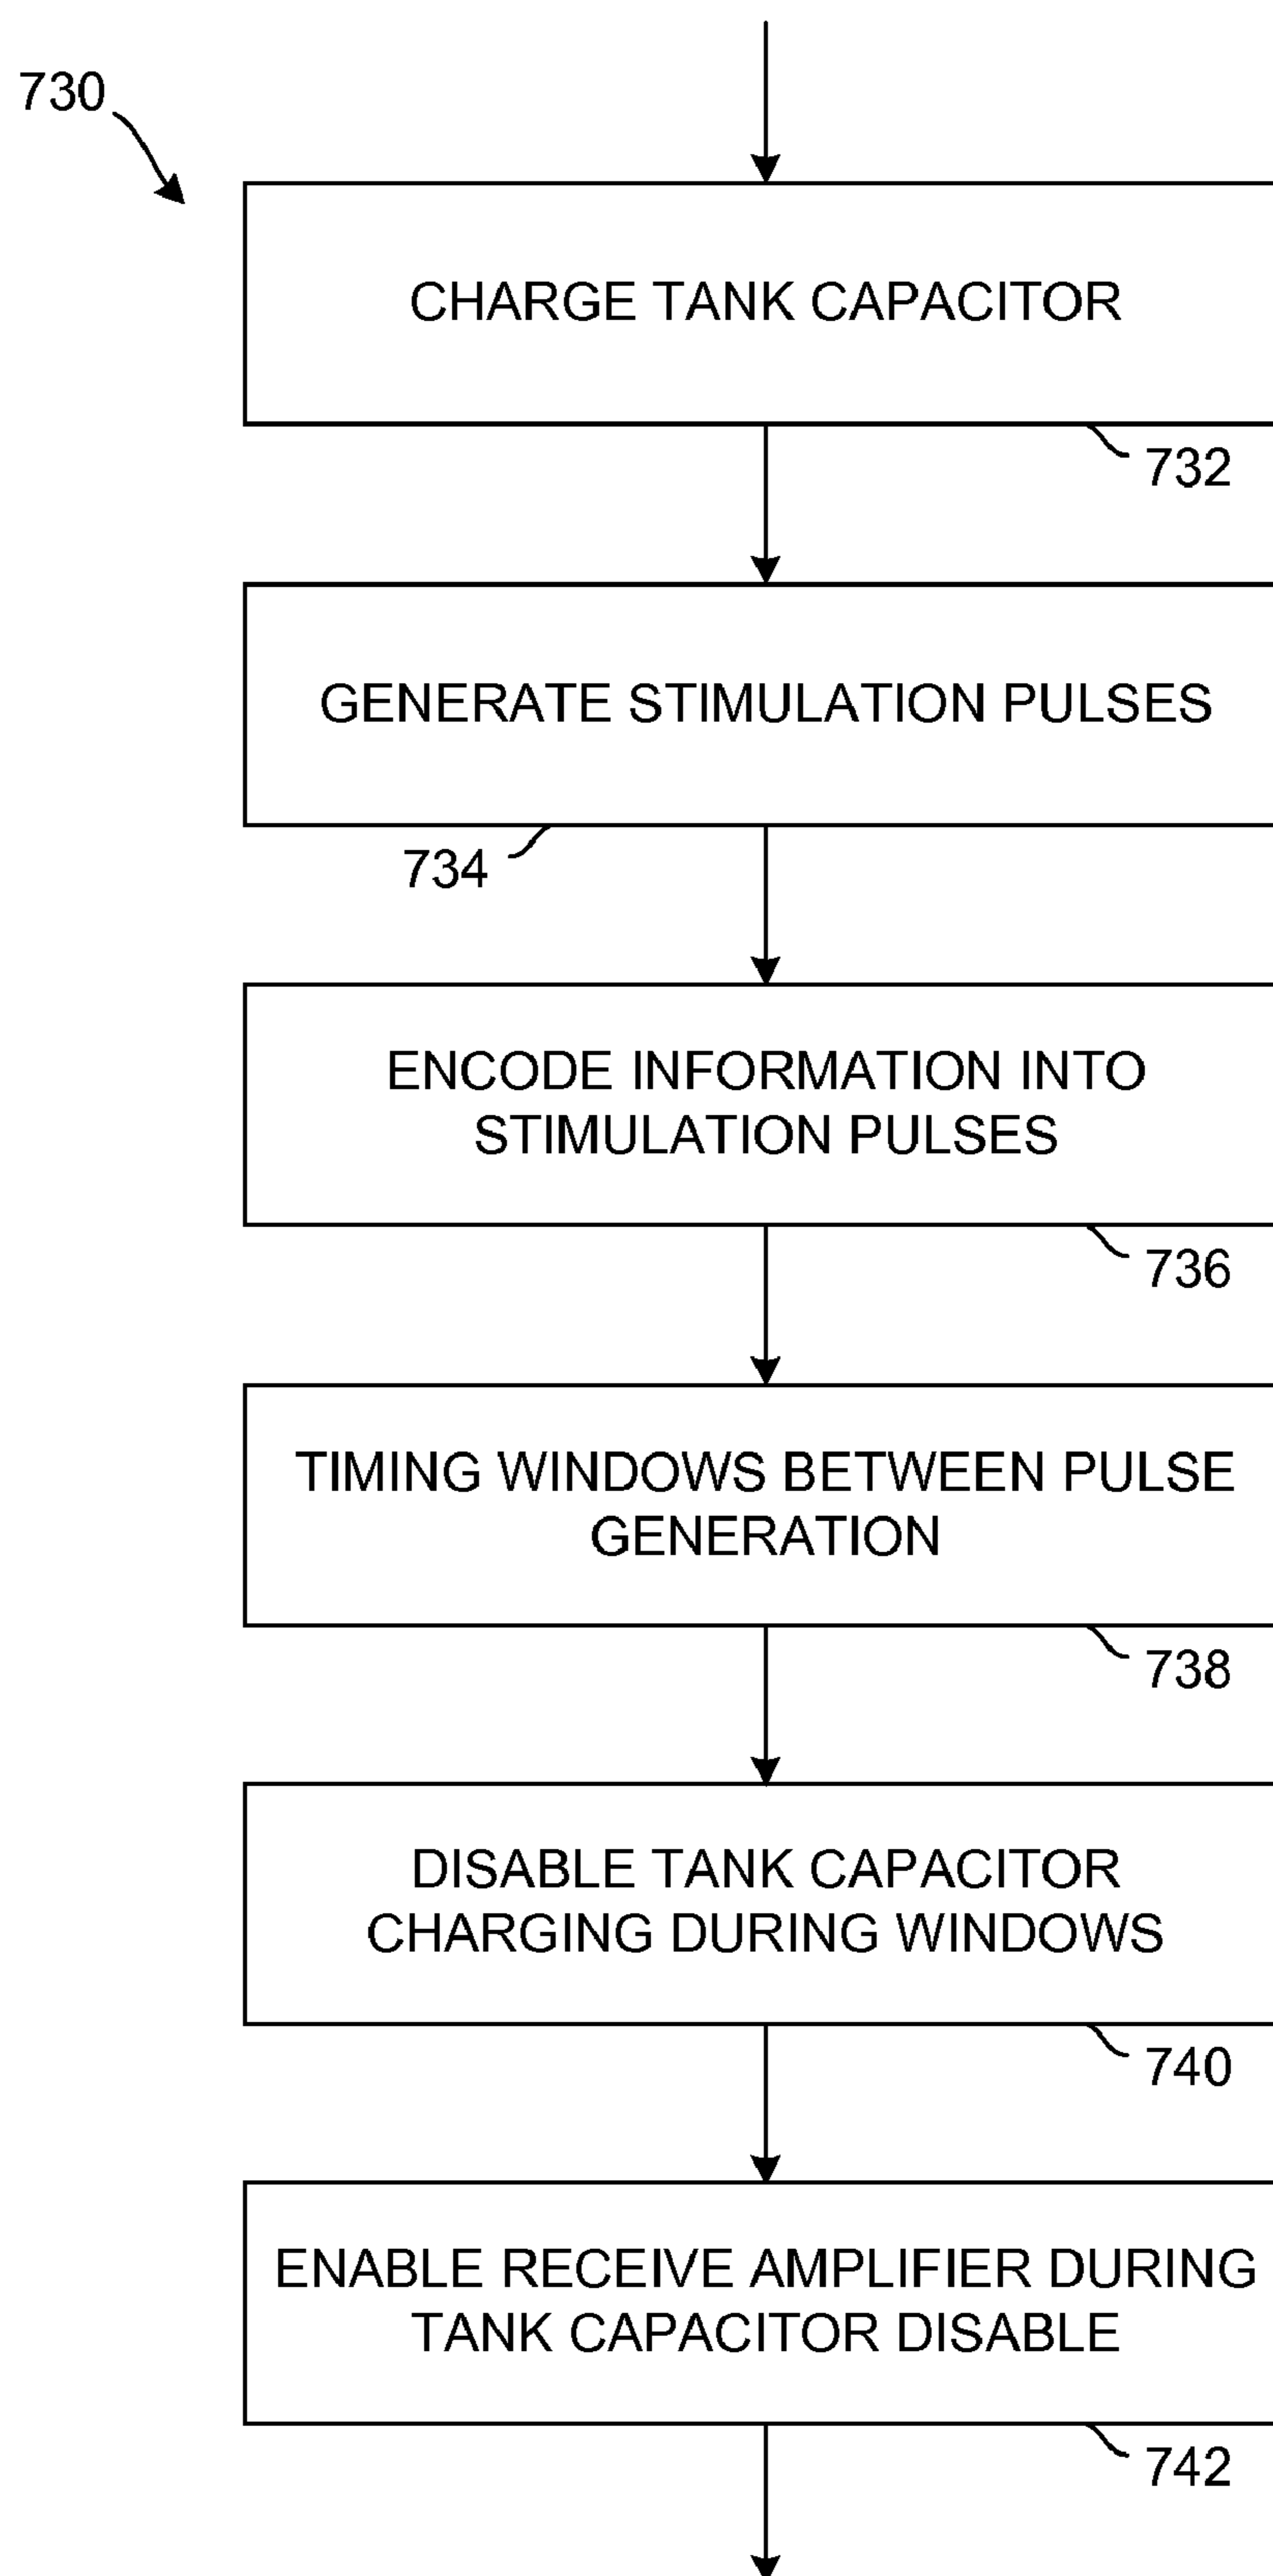 730
CHARGE TANK CAPACITOR
732
GENERATE STIMULATION PULSES
734
ENCODE INFORMATION INTO
STIMULATION PULSES
736
TIMING WINDOWS BETWEEN PULSE
GENERATION
738
DISABLE TANK CAPACITOR
CHARGING DURING WINDOWS
740
ENABLE RECEIVE AMPLIFIER DURING
TANK CAPACITOR DISABLE
742